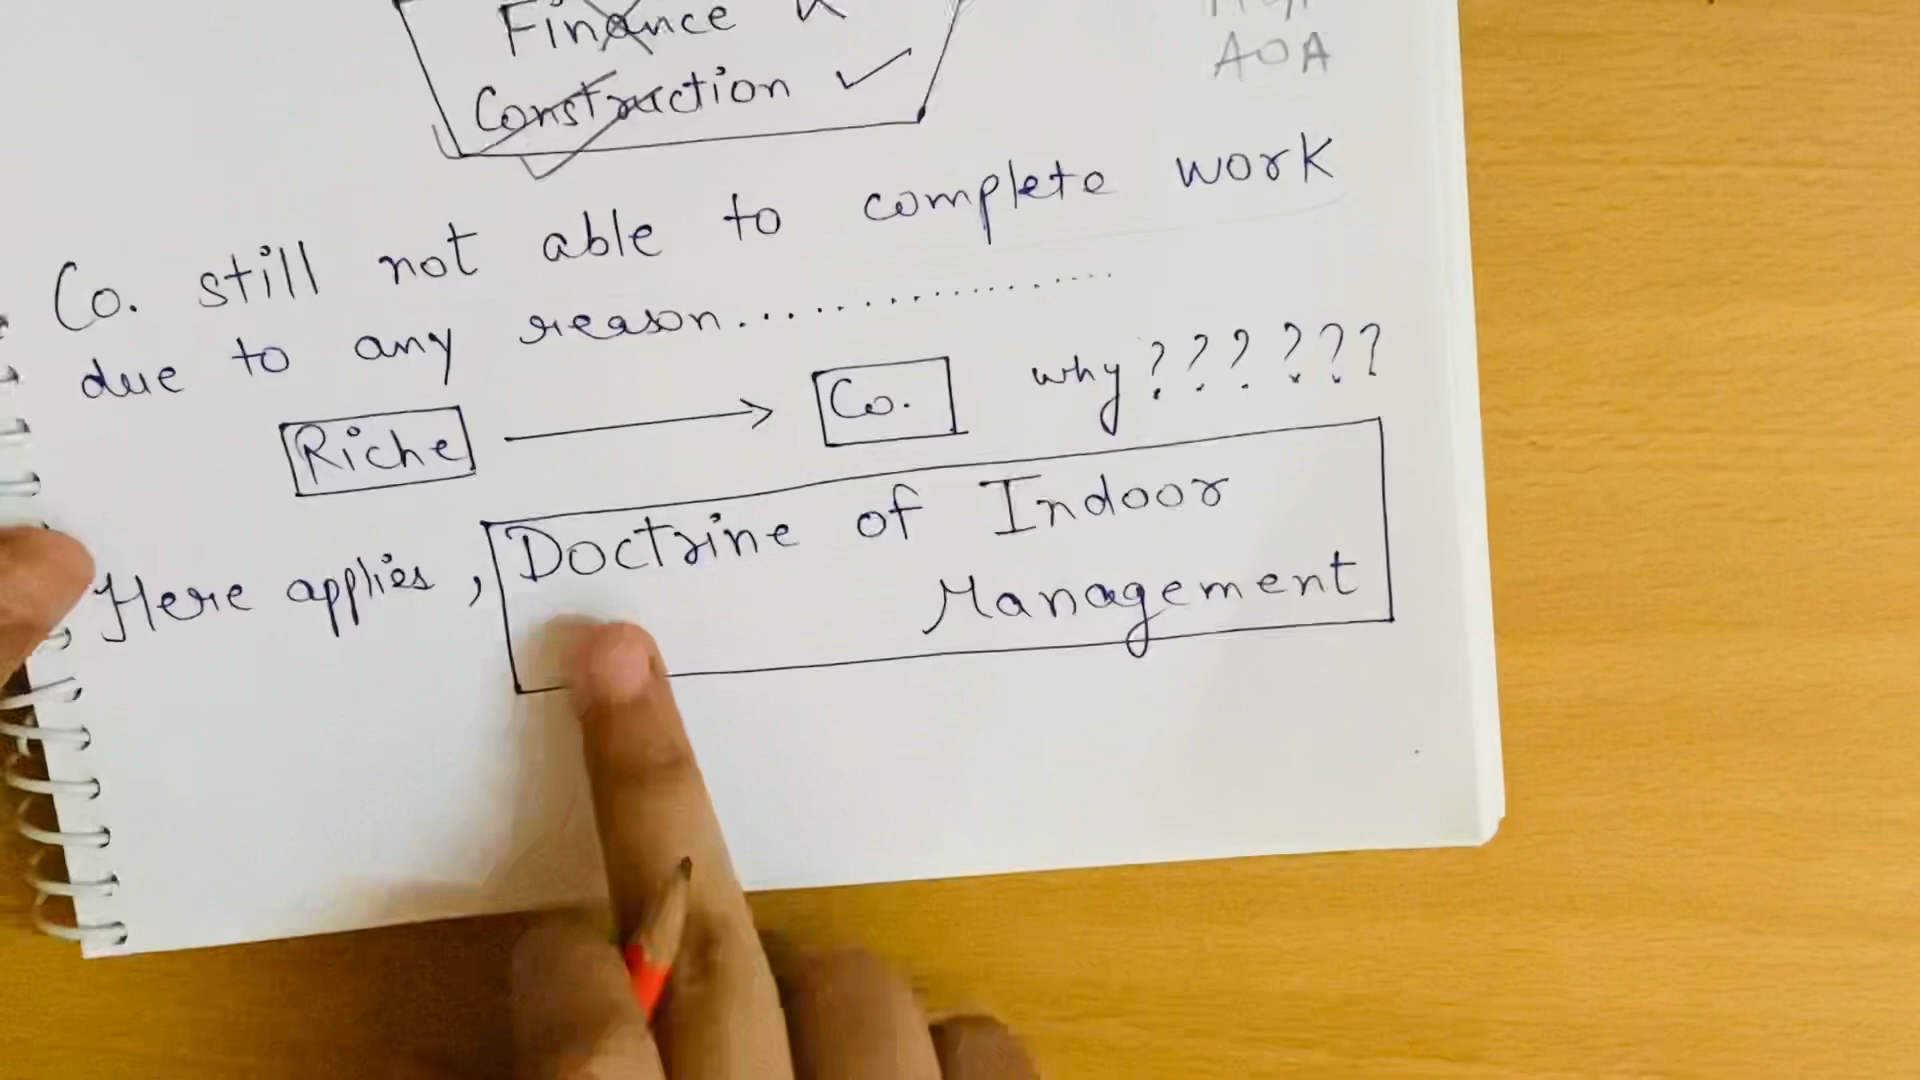 Finance
Construction
AOA
Co. still not able to complete work
due to any reason...................
Riche → Co. why??????
Here applies, Doctrine of Indoor
Management